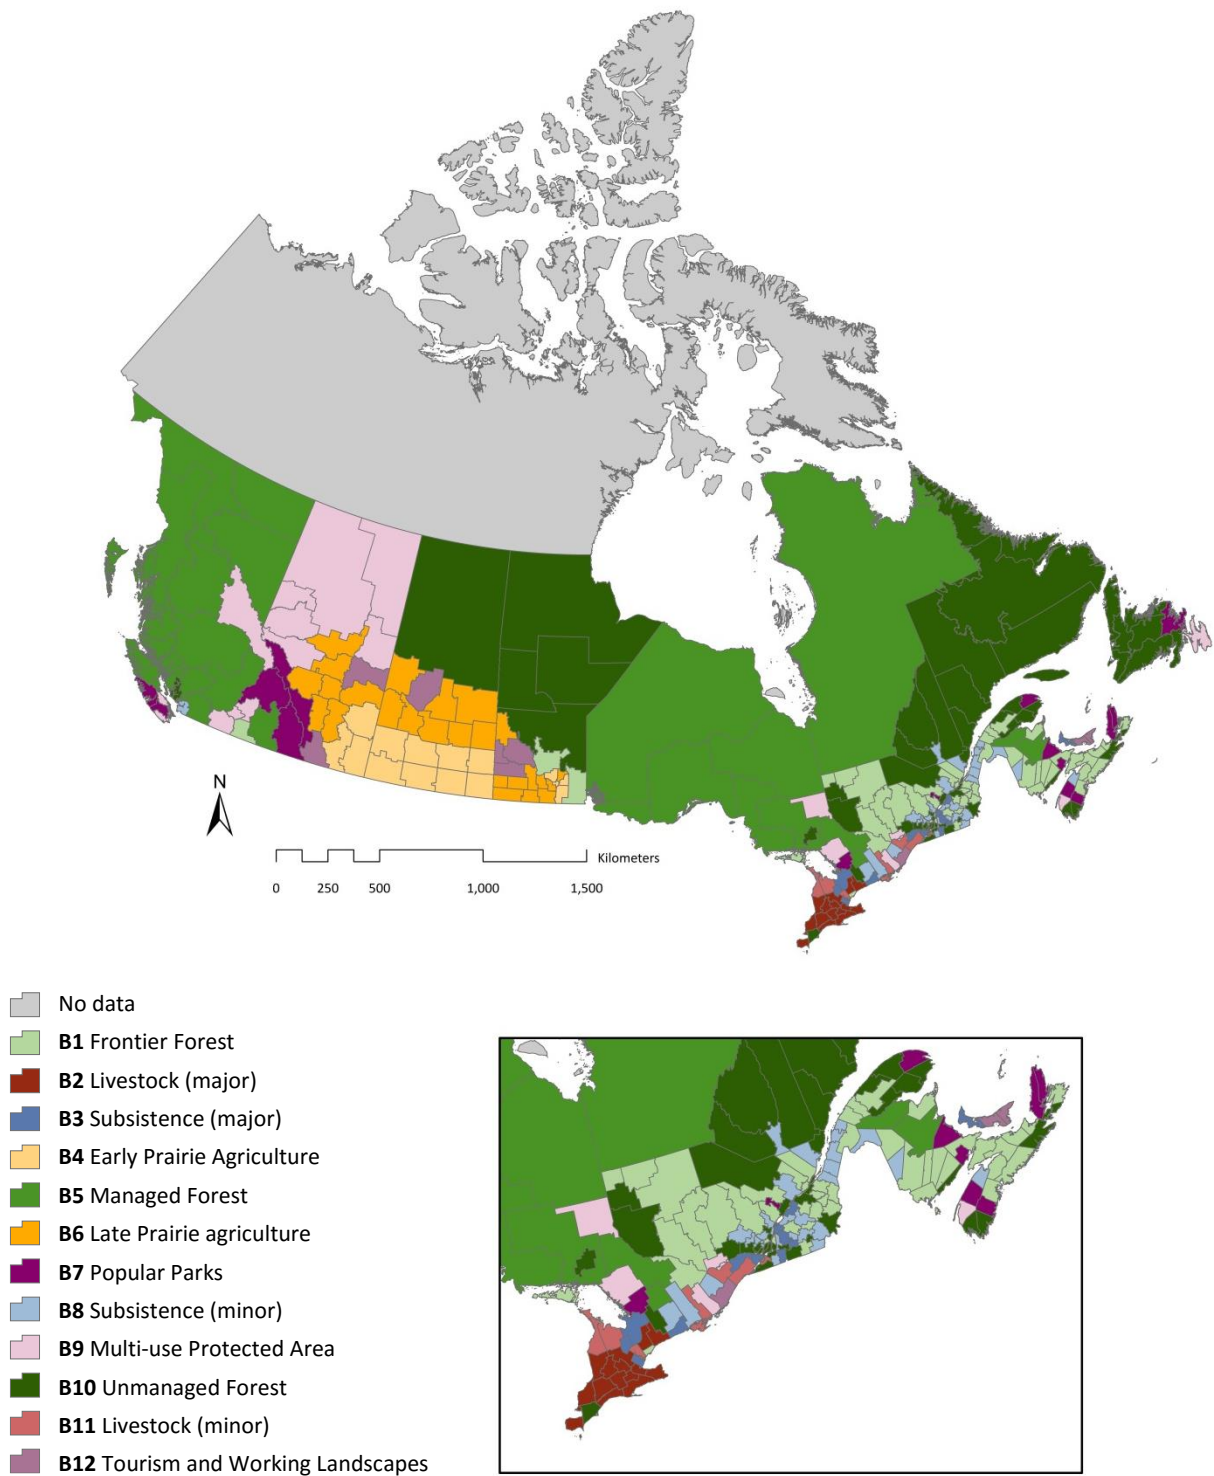 N
Kilometers
0 250 500 1,000 1,500
No data
B1 Frontier Forest
B2 Livestock (major)
B3 Subsistence (major)
B4 Early Prairie Agriculture
B5 Managed Forest
B6 Late Prairie agriculture
B7 Popular Parks
B8 Subsistence (minor)
B9 Multi-use Protected Area
B10 Unmanaged Forest
B11 Livestock (minor)
B12 Tourism and Working Landscapes